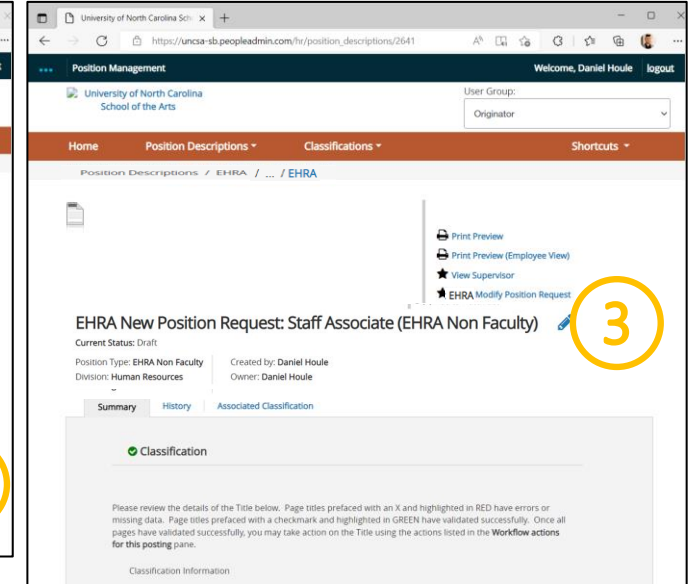 University of North Carolina Sch
https://uncsa-sb.peopleadmin.com/hr/position_descriptions/2641
Position Management
Welcome, Daniel Houle logout
University of North Carolina
School of the Arts
User Group:
Originator
Home Position Descriptions Classifications Shortcuts
Position Descriptions / EHRA / ... / EHRA
Print Preview
Print Preview (Employee View)
View Supervisor
EHRA Modify Position Request
EHRA New Position Request: Staff Associate (EHRA Non Faculty)
3
Current Status: Draft
Position Type: EHRA Non Faculty Created by: Daniel Houle
Division: Human Resources Owner: Daniel Houle
Summary History Associated Classification
Classification
Please review the details of the Title below. Page titles prefaced with an X and highlighted in RED have errors or
missing data. Page titles prefaced with a checkmark and highlighted in GREEN have validated successfully. Once all
pages have validated successfully, you may take action on the Title using the actions listed in the Workflow actions
for this posting pane.
Classification Information